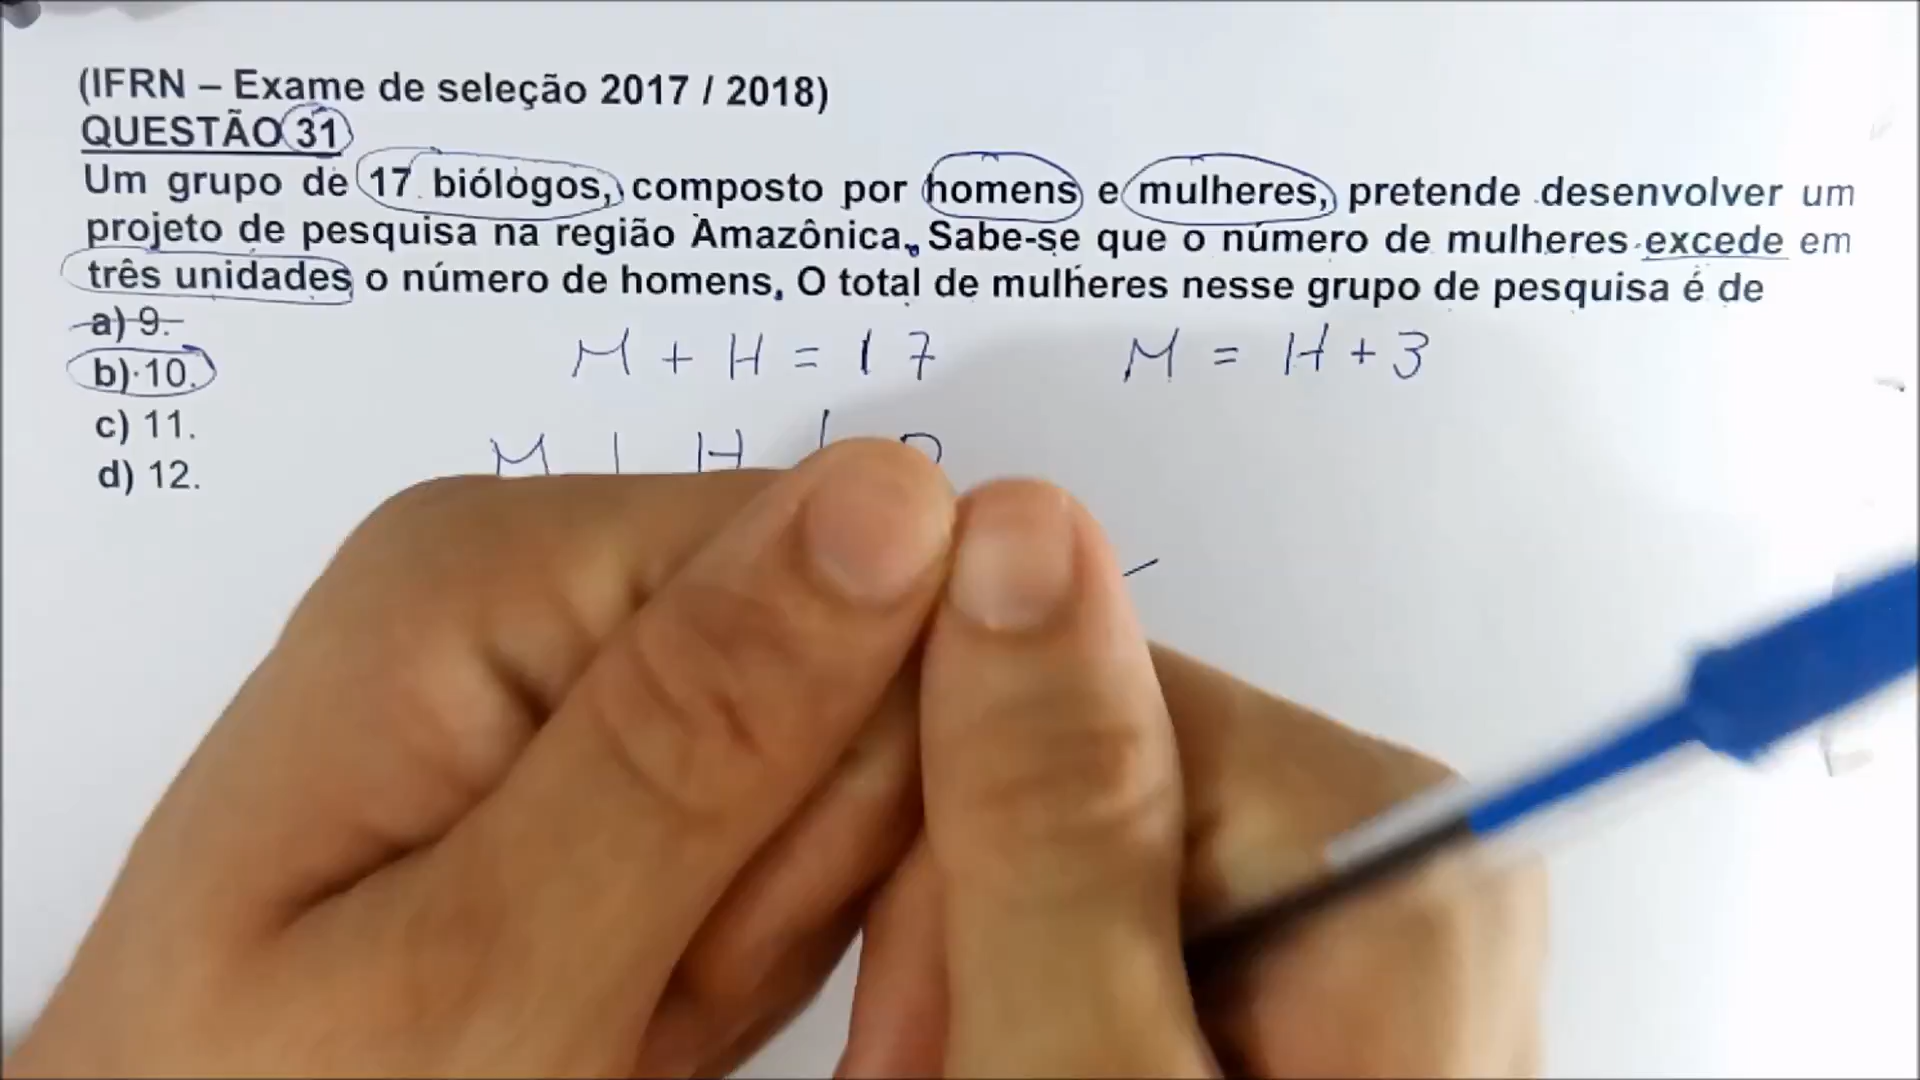 (IFRN – Exame de seleção 2017 / 2018)
QUESTÃO 31
Um grupo de 17 biólogos, composto por homens e mulheres, pretende desenvolver um
projeto de pesquisa na região Amazônica. Sabe-se que o número de mulheres excede em
três unidades o número de homens. O total de mulheres nesse grupo de pesquisa é de
a) 9.
M + H = 17 M = H + 3
b) 10.
c) 11.
M H
d) 12.